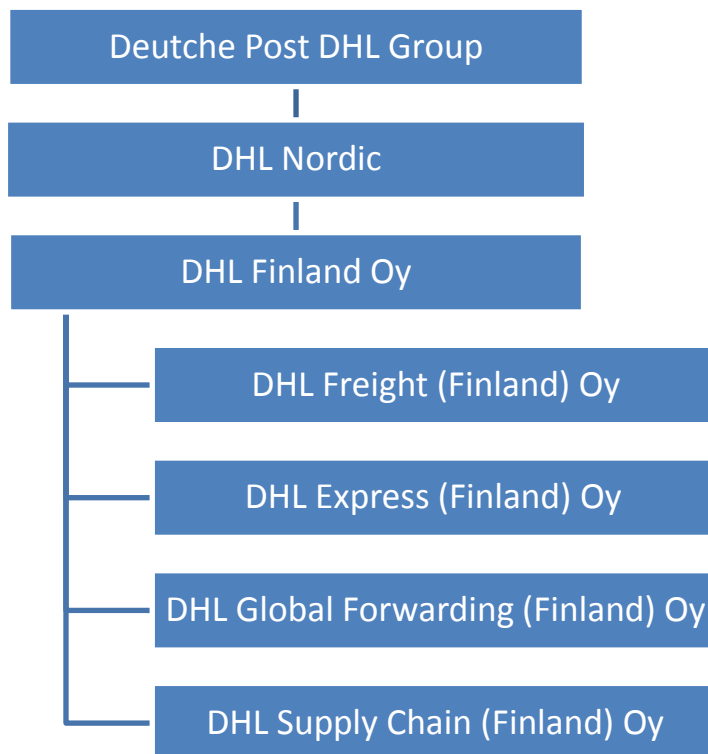 Deutche Post DHL Group
DHL Nordic
DHL Finland Oy
DHL Freight (Finland) Oy
DHL Express (Finland) Oy
DHL Global Forwarding (Finland) Oy
DHL Supply Chain (Finland) Oy